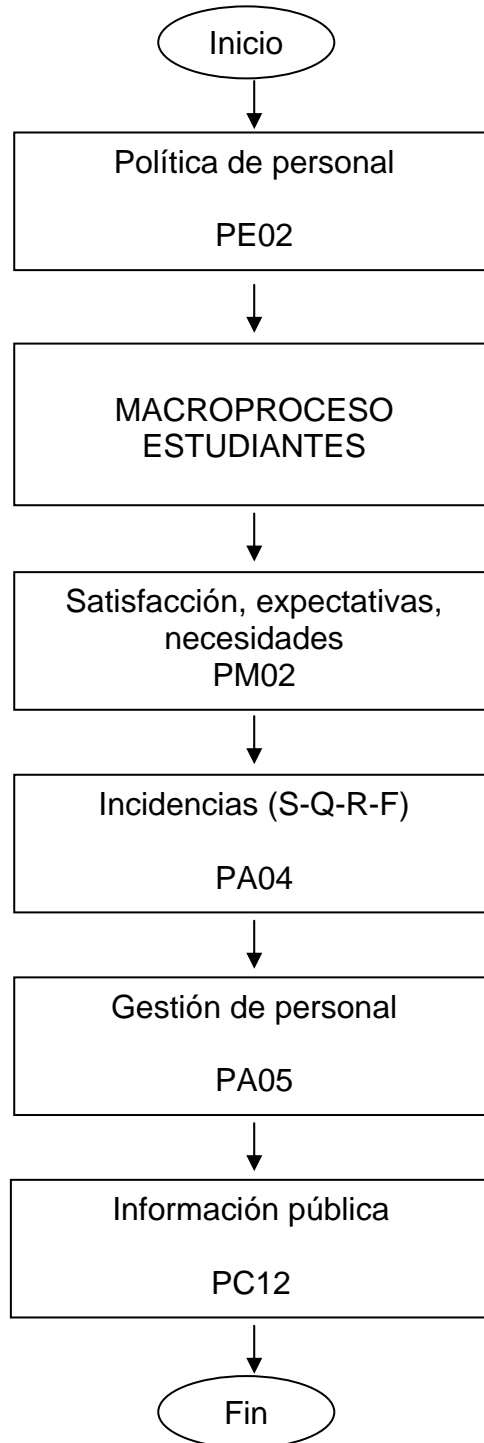 Inicio
Política de personal
PE02
MACROPROCESO
ESTUDIANTES
Satisfacción, expectativas,
necesidades
PM02
Incidencias (S-Q-R-F)
PA04
Gestión de personal
PA05
Información pública
PC12
Fin